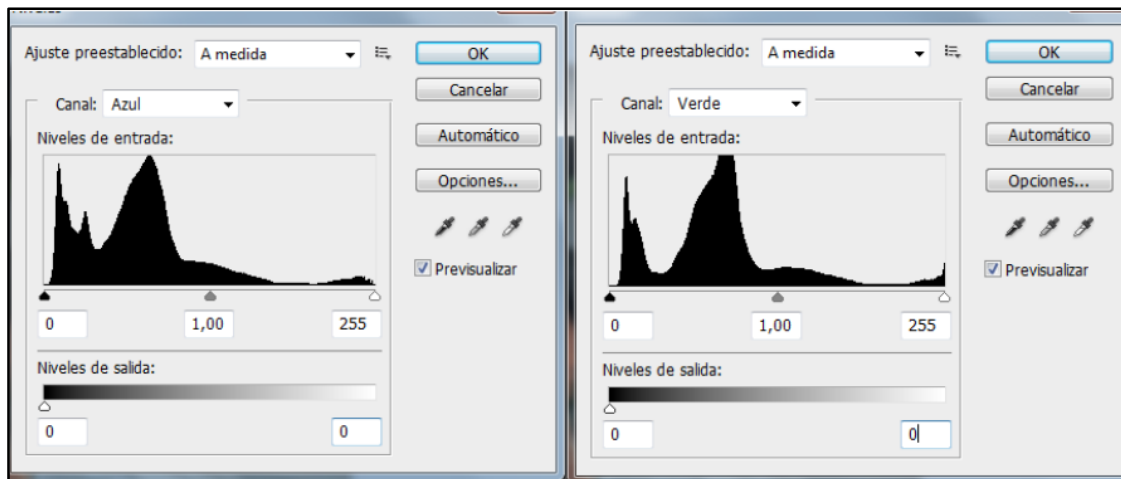 Ajuste preestablecido: A medida
OK
Cancelar
Canal: Azul
Automático
Niveles de entrada:
Opciones...
Previsualizar
0 1,00 255
Niveles de salida:
0 0
Ajuste preestablecido: A medida
OK
Cancelar
Canal: Verde
Automático
Niveles de entrada:
Opciones...
Previsualizar
0 1,00 255
Niveles de salida:
0 0